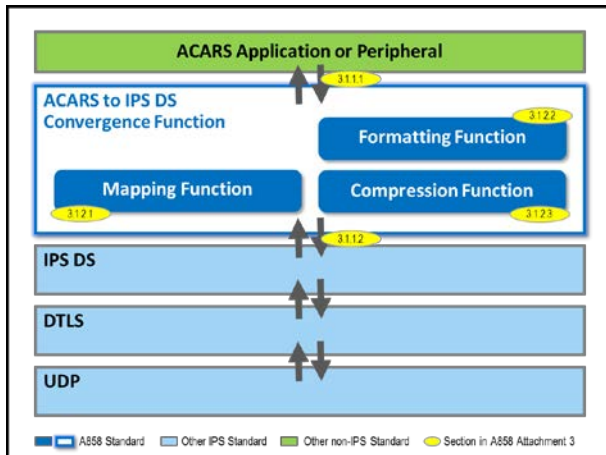 ACARS Application or Peripheral
3.1.1.1
ACARS to IPS DS
Convergence Function
3.1.2.2
Formatting Function
Mapping Function
Compression Function
3.1.2.1
3.1.2.3
3.1.1.2
IPS DS
DTLS
UDP
A858 Standard
Other IPS Standard
Other non-IPS Standard
Section in A858 Attachment 3